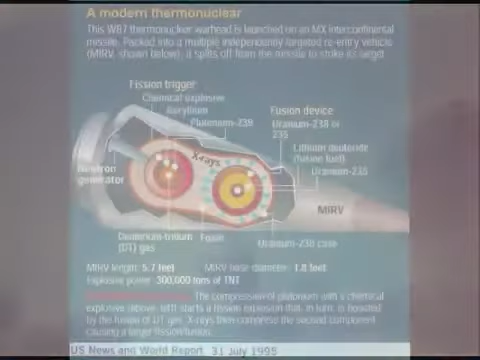 A modern thermonuclear
This W87 thermonuclear warhead is launched on an MX intercontinental
missile. Packed into a multiple independently targeted re-entry vehicle
(MIRV, shown below), it splits off from the missile to strike its target
Fission trigger
Chemical explosive
Beryllium
Plutonium-239
Fusion device
Uranium-238 or
235
Lithium deuteride
(fusion fuel)
Uranium-235
X-rays
Neutron
generator
MIRV
Deuterium-tritium
(DT) gas
Foam
Uranium-238 case
MIRV length: 5.7 feet
MIRV nose diameter: 1.8 feet
Explosive power: 300,000 tons of TNT
The compression of plutonium with a chemical
explosive (above, left) starts a fission explosion that, in turn, is boosted
by the fusion of DT gas. X-rays then compress the second component
causing a larger fission/fusion.
US News and World Report 31 July 1995